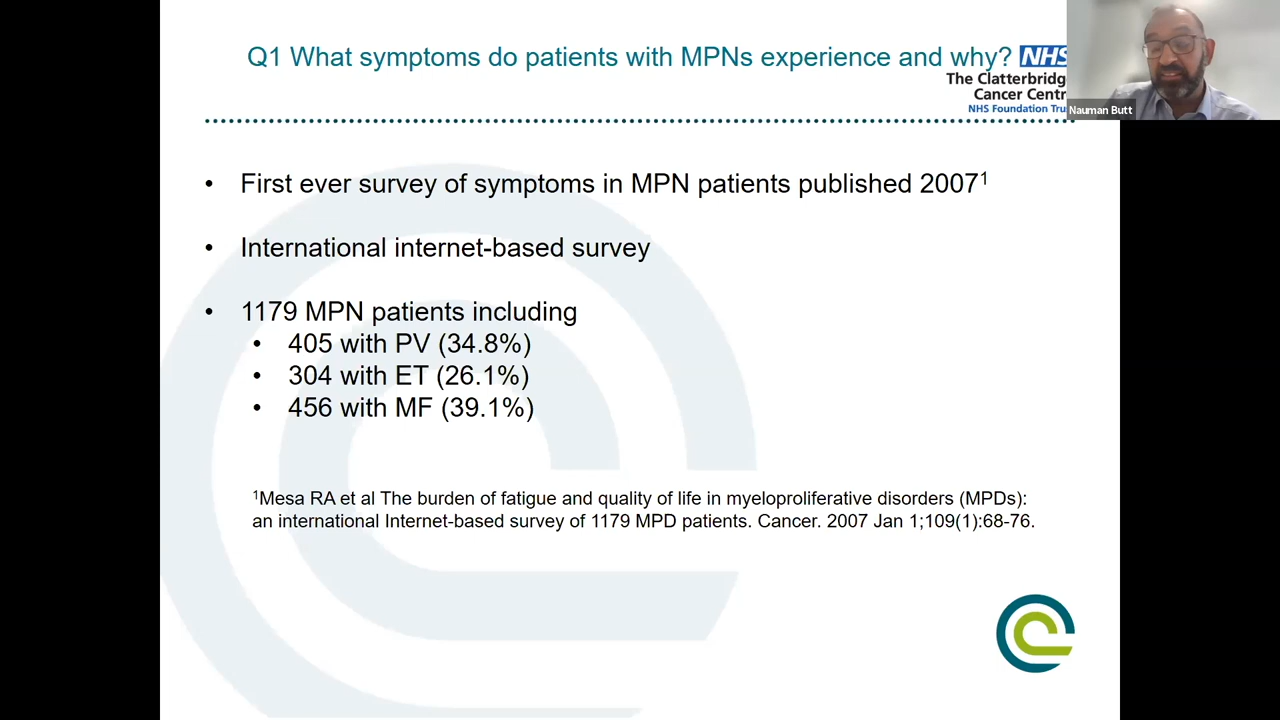 Q1 What symptoms do patients with MPNs experience and why?
NHS
The Clatterbridg
Cancer Centr
NHS Foundation Tru
Nauman Butt
• First ever survey of symptoms in MPN patients published 2007¹
• International internet-based survey
• 1179 MPN patients including
• 405 with PV (34.8%)
• 304 with ET (26.1%)
• 456 with MF (39.1%)
¹Mesa RA et al The burden of fatigue and quality of life in myeloproliferative disorders (MPDs):
an international Internet-based survey of 1179 MPD patients. Cancer. 2007 Jan 1;109(1):68-76.